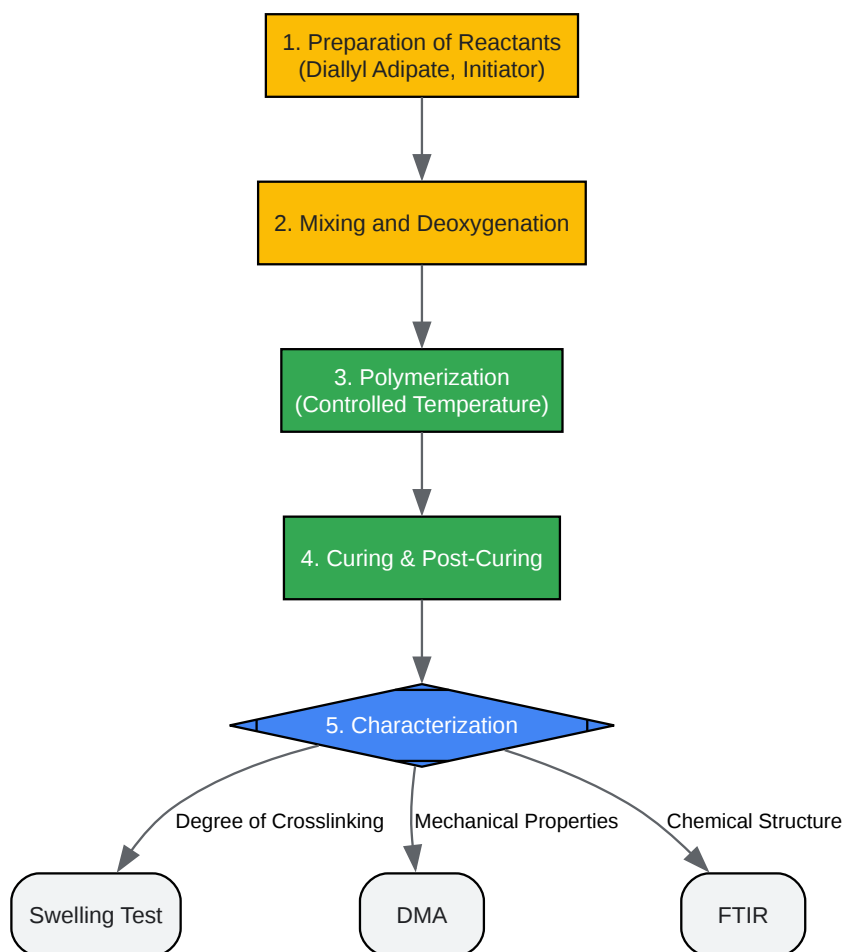 1. Preparation of Reactants
(Diallyl Adipate, Initiator)
2. Mixing and Deoxygenation
3. Polymerization
(Controlled Temperature)
4. Curing & Post-Curing
5. Characterization
Degree of Crosslinking
Mechanical Properties
Chemical Structure
Swelling Test
DMA
FTIR